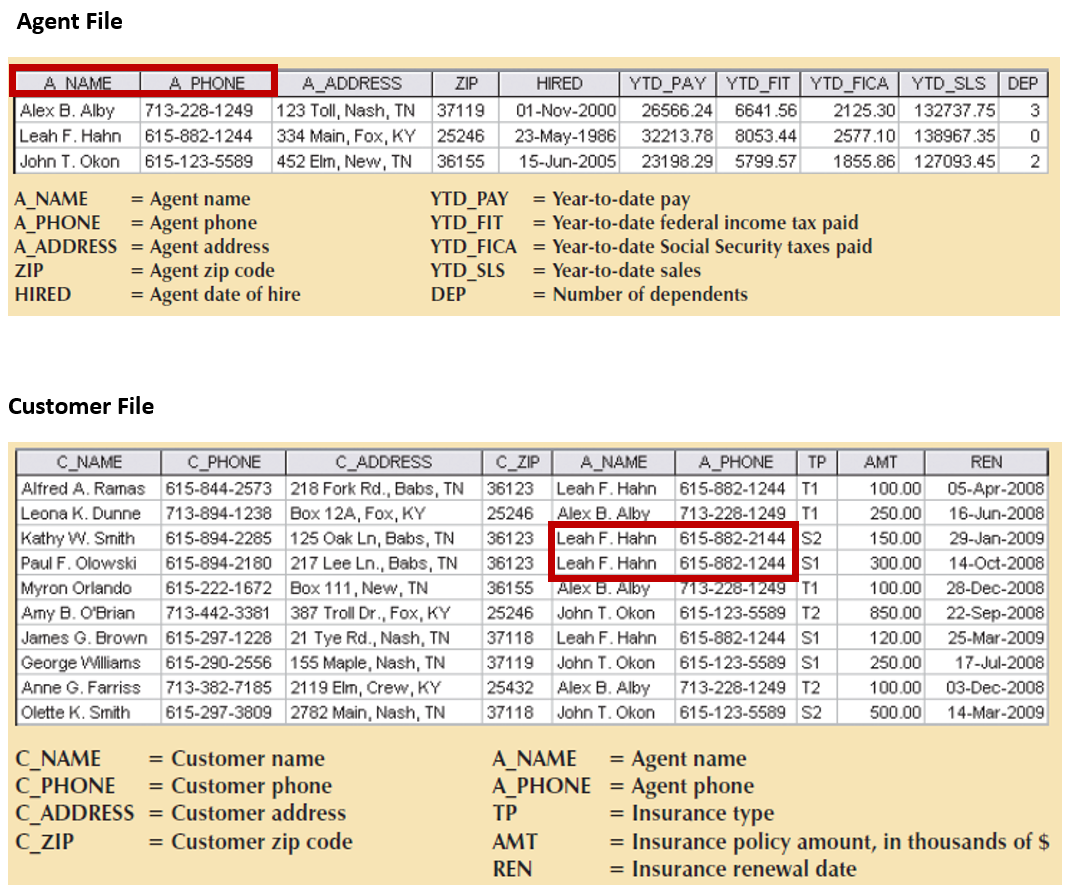 Agent File
A_NAME A_PHONE A_ADDRESS ZIP HIRED YTD_PAY YTD_FIT YTD_FICA YTD_SLS DEP
Alex B. Alby 713-228-1249 123 Toll, Nash, TN 37119 01-Nov-2000 26566.24 6641.56 2125.30 132737.75 3
Leah F. Hahn 615-882-1244 334 Main, Fox, KY 25246 23-May-1986 32213.78 8053.44 2577.10 138967.35 0
John T. Okon 615-123-5589 452 Elm, New, TN 36155 15-Jun-2005 23198.29 5799.57 1855.86 127093.45 2
A_NAME = Agent name YTD_PAY = Year-to-date pay
A_PHONE = Agent phone YTD_FIT = Year-to-date federal income tax paid
A_ADDRESS = Agent address YTD_FICA = Year-to-date Social Security taxes paid
ZIP = Agent zip code YTD_SLS = Year-to-date sales
HIRED = Agent date of hire DEP = Number of dependents
Customer File
C_NAME C_PHONE C_ADDRESS C_ZIP A_NAME A_PHONE TP AMT REN
Alfred A. Ramas 615-844-2573 218 Fork Rd., Babs, TN 36123 Leah F. Hahn 615-882-1244 T1 100.00 05-Apr-2008
Leona K. Dunne 713-894-1238 Box 12A, Fox, KY 25246 Alex B. Alby 713-228-1249 T1 250.00 16-Jun-2008
Kathy W. Smith 615-894-2285 125 Oak Ln, Babs, TN 36123 Leah F. Hahn 615-882-2144 S2 150.00 29-Jan-2009
Paul F. Olowski 615-894-2180 217 Lee Ln., Babs, TN 36123 Leah F. Hahn 615-882-1244 S1 300.00 14-Oct-2008
Myron Orlando 615-222-1672 Box 111, New, TN 36155 Alex B. Alby 713-228-1249 T1 100.00 28-Dec-2008
Amy B. O'Brian 713-442-3381 387 Troll Dr., Fox, KY 25246 John T. Okon 615-123-5589 T2 850.00 22-Sep-2008
James G. Brown 615-297-1228 21 Tye Rd., Nash, TN 37118 Leah F. Hahn 615-882-1244 S1 120.00 25-Mar-2009
George Williams 615-290-2556 155 Maple, Nash, TN 37119 John T. Okon 615-123-5589 S1 250.00 17-Jul-2008
Anne G. Farriss 713-382-7185 2119 Elm, Crew, KY 25432 Alex B. Alby 713-228-1249 T2 100.00 03-Dec-2008
Olette K. Smith 615-297-3809 2782 Main, Nash, TN 37118 John T. Okon 615-123-5589 S2 500.00 14-Mar-2009
C_NAME = Customer name A_NAME = Agent name
C_PHONE = Customer phone A_PHONE = Agent phone
C_ADDRESS = Customer address TP = Insurance type
C_ZIP = Customer zip code AMT = Insurance policy amount, in thousands of $
REN = Insurance renewal date